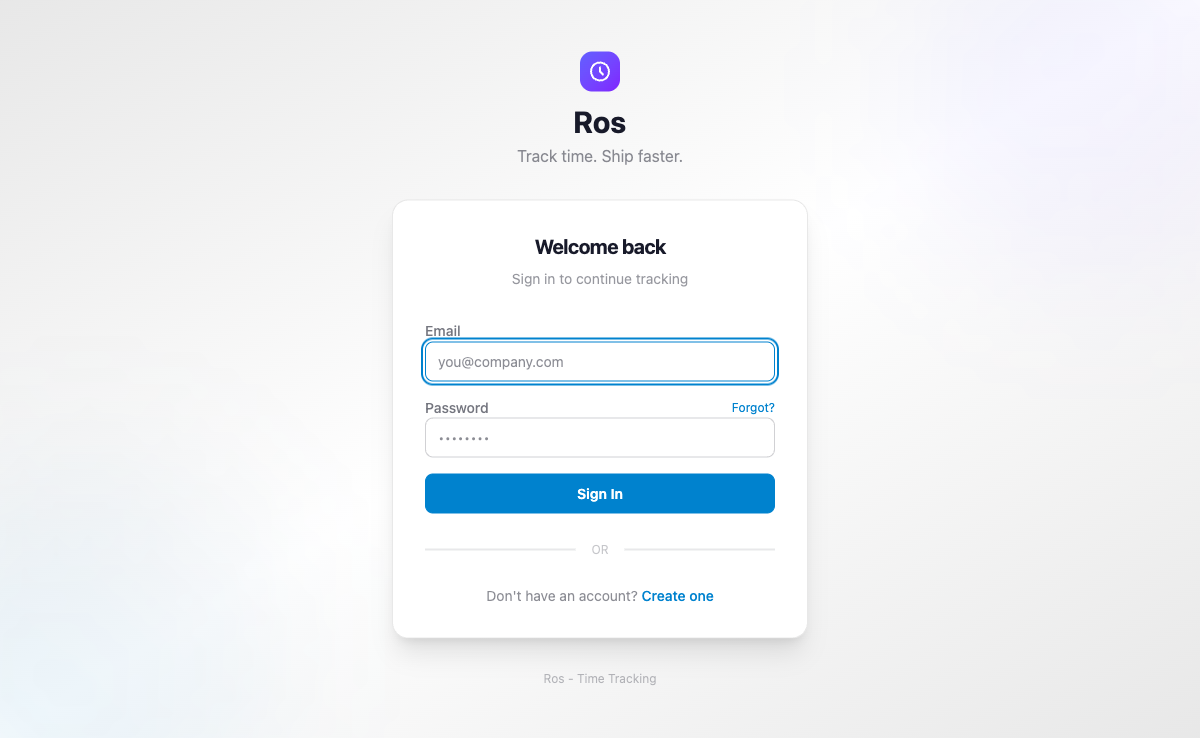 Ros
Track time. Ship faster.
Welcome back
Sign in to continue tracking
Email
you@company.com
Password Forgot?
••••••••
Sign In
OR
Don't have an account? Create one
Ros - Time Tracking